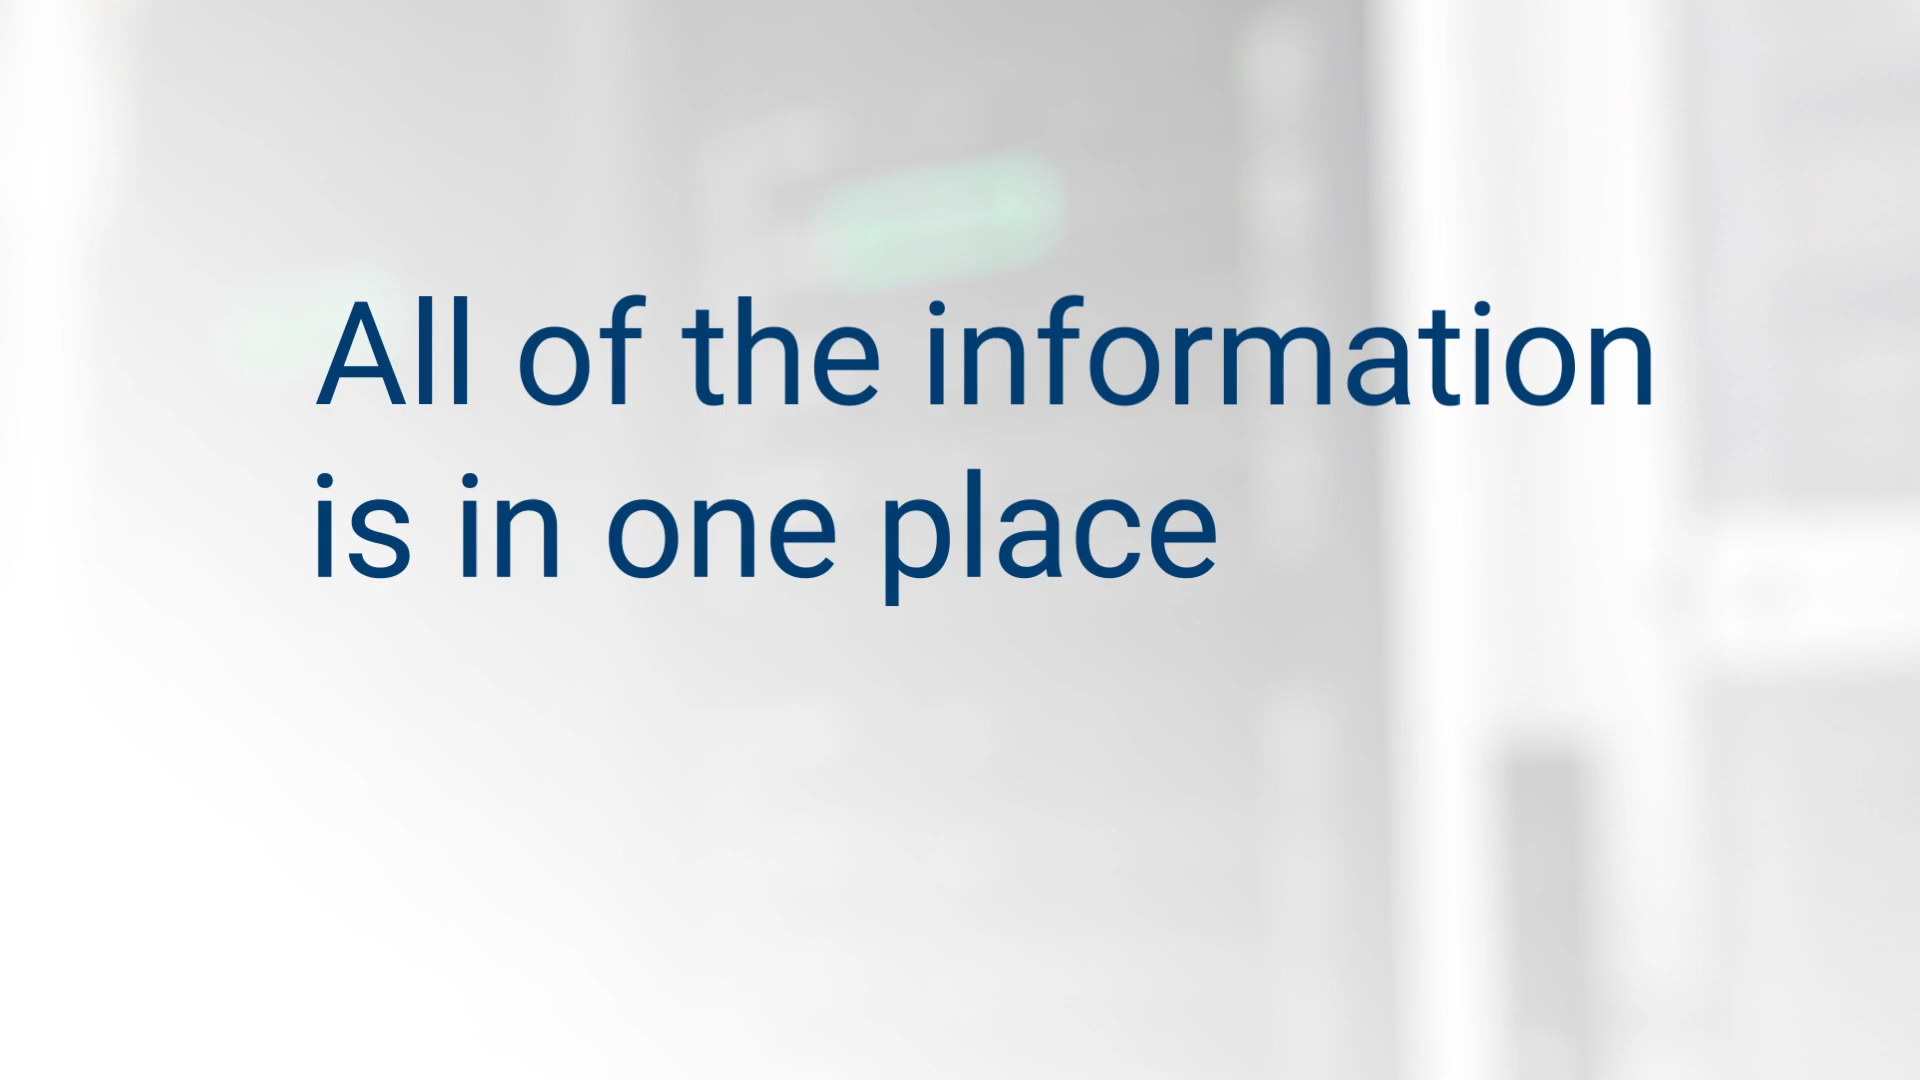 All of the information
is in one place